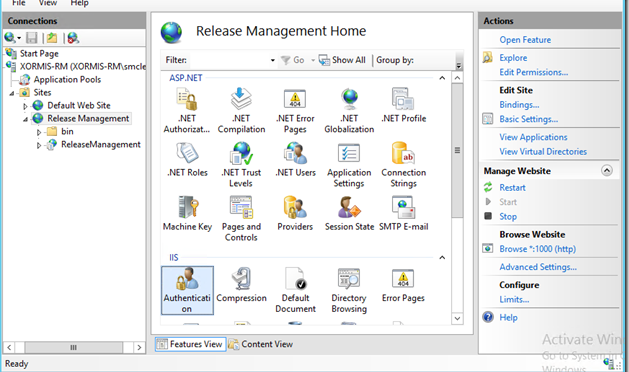 File View Help
Connections
Start Page
XORMIS-RM (XORMIS-RM\smcle
Application Pools
Sites
Default Web Site
Release Management
bin
ReleaseManagement
Release Management Home
Filter: Go Show All Group by:
ASP.NET
.NET Authorizat...
.NET Compilation
.NET Error Pages
.NET Globalization
.NET Profile
.NET Roles
.NET Trust Levels
.NET Users
Application Settings
Connection Strings
Machine Key
Pages and Controls
Providers
Session State
SMTP E-mail
IIS
Authenticati on
Compression
Default Document
Directory Browsing
Error Pages
Features View Content View
Actions
Open Feature
Explore
Edit Permissions...
Edit Site
Bindings...
Basic Settings...
View Applications
View Virtual Directories
Manage Website
Restart
Start
Stop
Browse Website
Browse *:1000 (http)
Advanced Settings...
Configure
Limits...
Help
Activate Win
Go to System in
Windows.
Ready